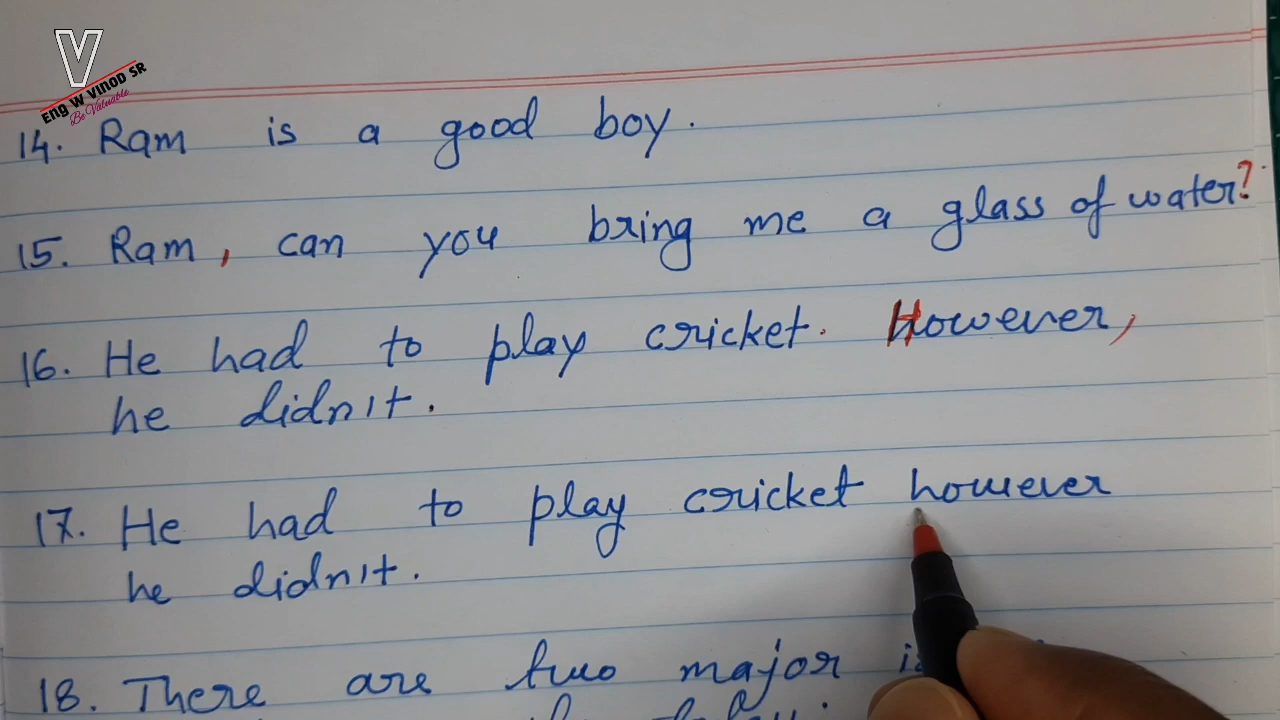 V
Eng W VINOD SR
Be Valuable
14. Ram is a good boy.
15. Ram, can you bring me a glass of water?
16. He had to play cricket. However,
he didn't.
17. He had to play cricket however
he didn't.
18. There are two major